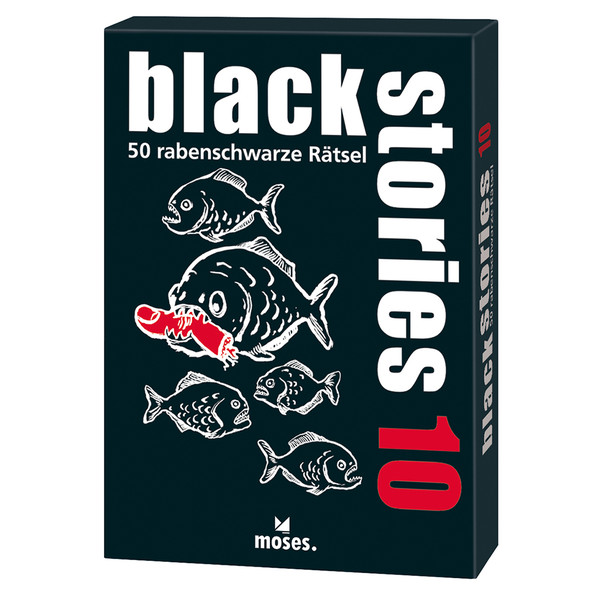 black
stories 10
50 rabenschwarze Rätsel
moses.
black stories 10
50 rabenschwarze Rätsel